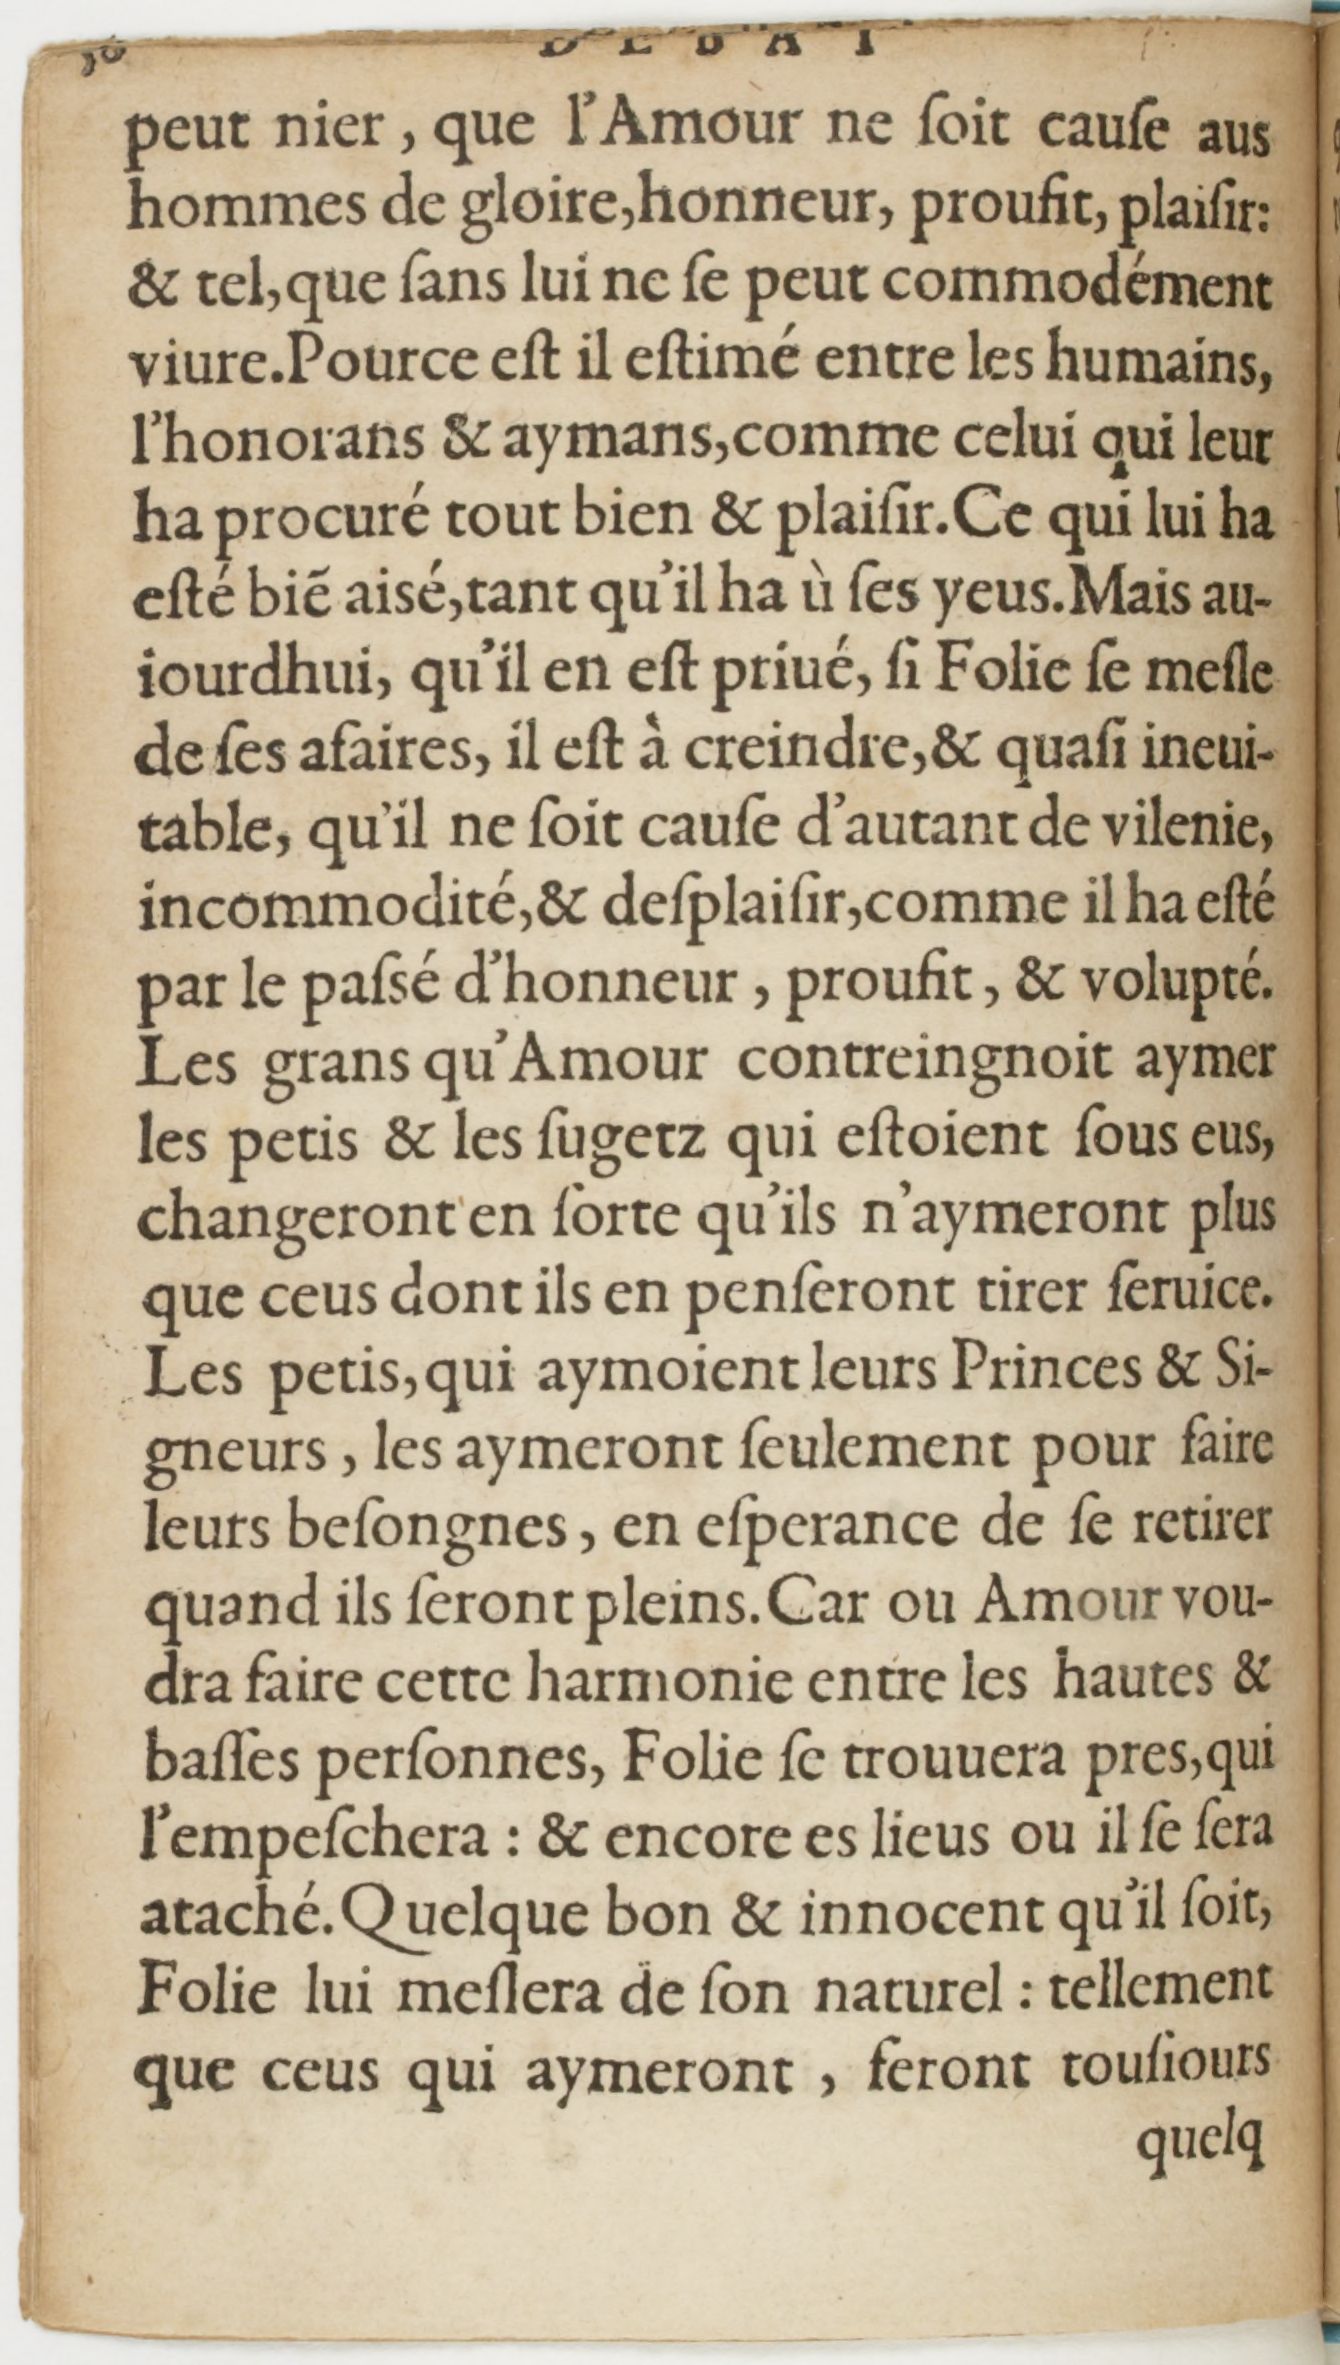 DEBAT
peut nier, que l'Amour ne ſoit cauſe aus
hommes de gloire, honneur, proufit, plaiſir:
& tel, que ſans lui ne ſe peut commodément
viure. Pource eſt il eſtimé entre les humains,
l'honorans & aymans, comme celui qui leur
ha procuré tout bien & plaiſir. Ce qui lui ha
eſté biẽ aisé, tant qu'il ha ù ſes yeus. Mais au-
iourdhui, qu'il en eſt priué, ſi Folie ſe meſle
de ſes afaires, il eſt à creindre, & quaſi ineui-
table, qu'il ne ſoit cauſe d'autant de vilenie,
incommodité, & deſplaiſir, comme il ha eſté
par le paſsé d'honneur, proufit, & volupté.
Les grans qu'Amour contreingnoit aymer
les petis & les ſugetz qui eſtoient ſous eus,
changeront en ſorte qu'ils n'aymeront plus
que ceus dont ils en penſeront tirer ſeruice.
Les petis, qui aymoient leurs Princes & Si-
gneurs, les aymeront ſeulement pour faire
leurs beſongnes, en eſperance de ſe retirer
quand ils ſeront pleins. Car ou Amour vou-
dra faire cette harmonie entre les hautes &
baſſes perſonnes, Folie ſe trouuera pres, qui
l'empeſchera : & encore es lieus ou il ſe ſera
ataché. Quelque bon & innocent qu'il ſoit,
Folie lui meſlera de ſon naturel : tellement
que ceus qui aymeront, feront touſiours
quelq